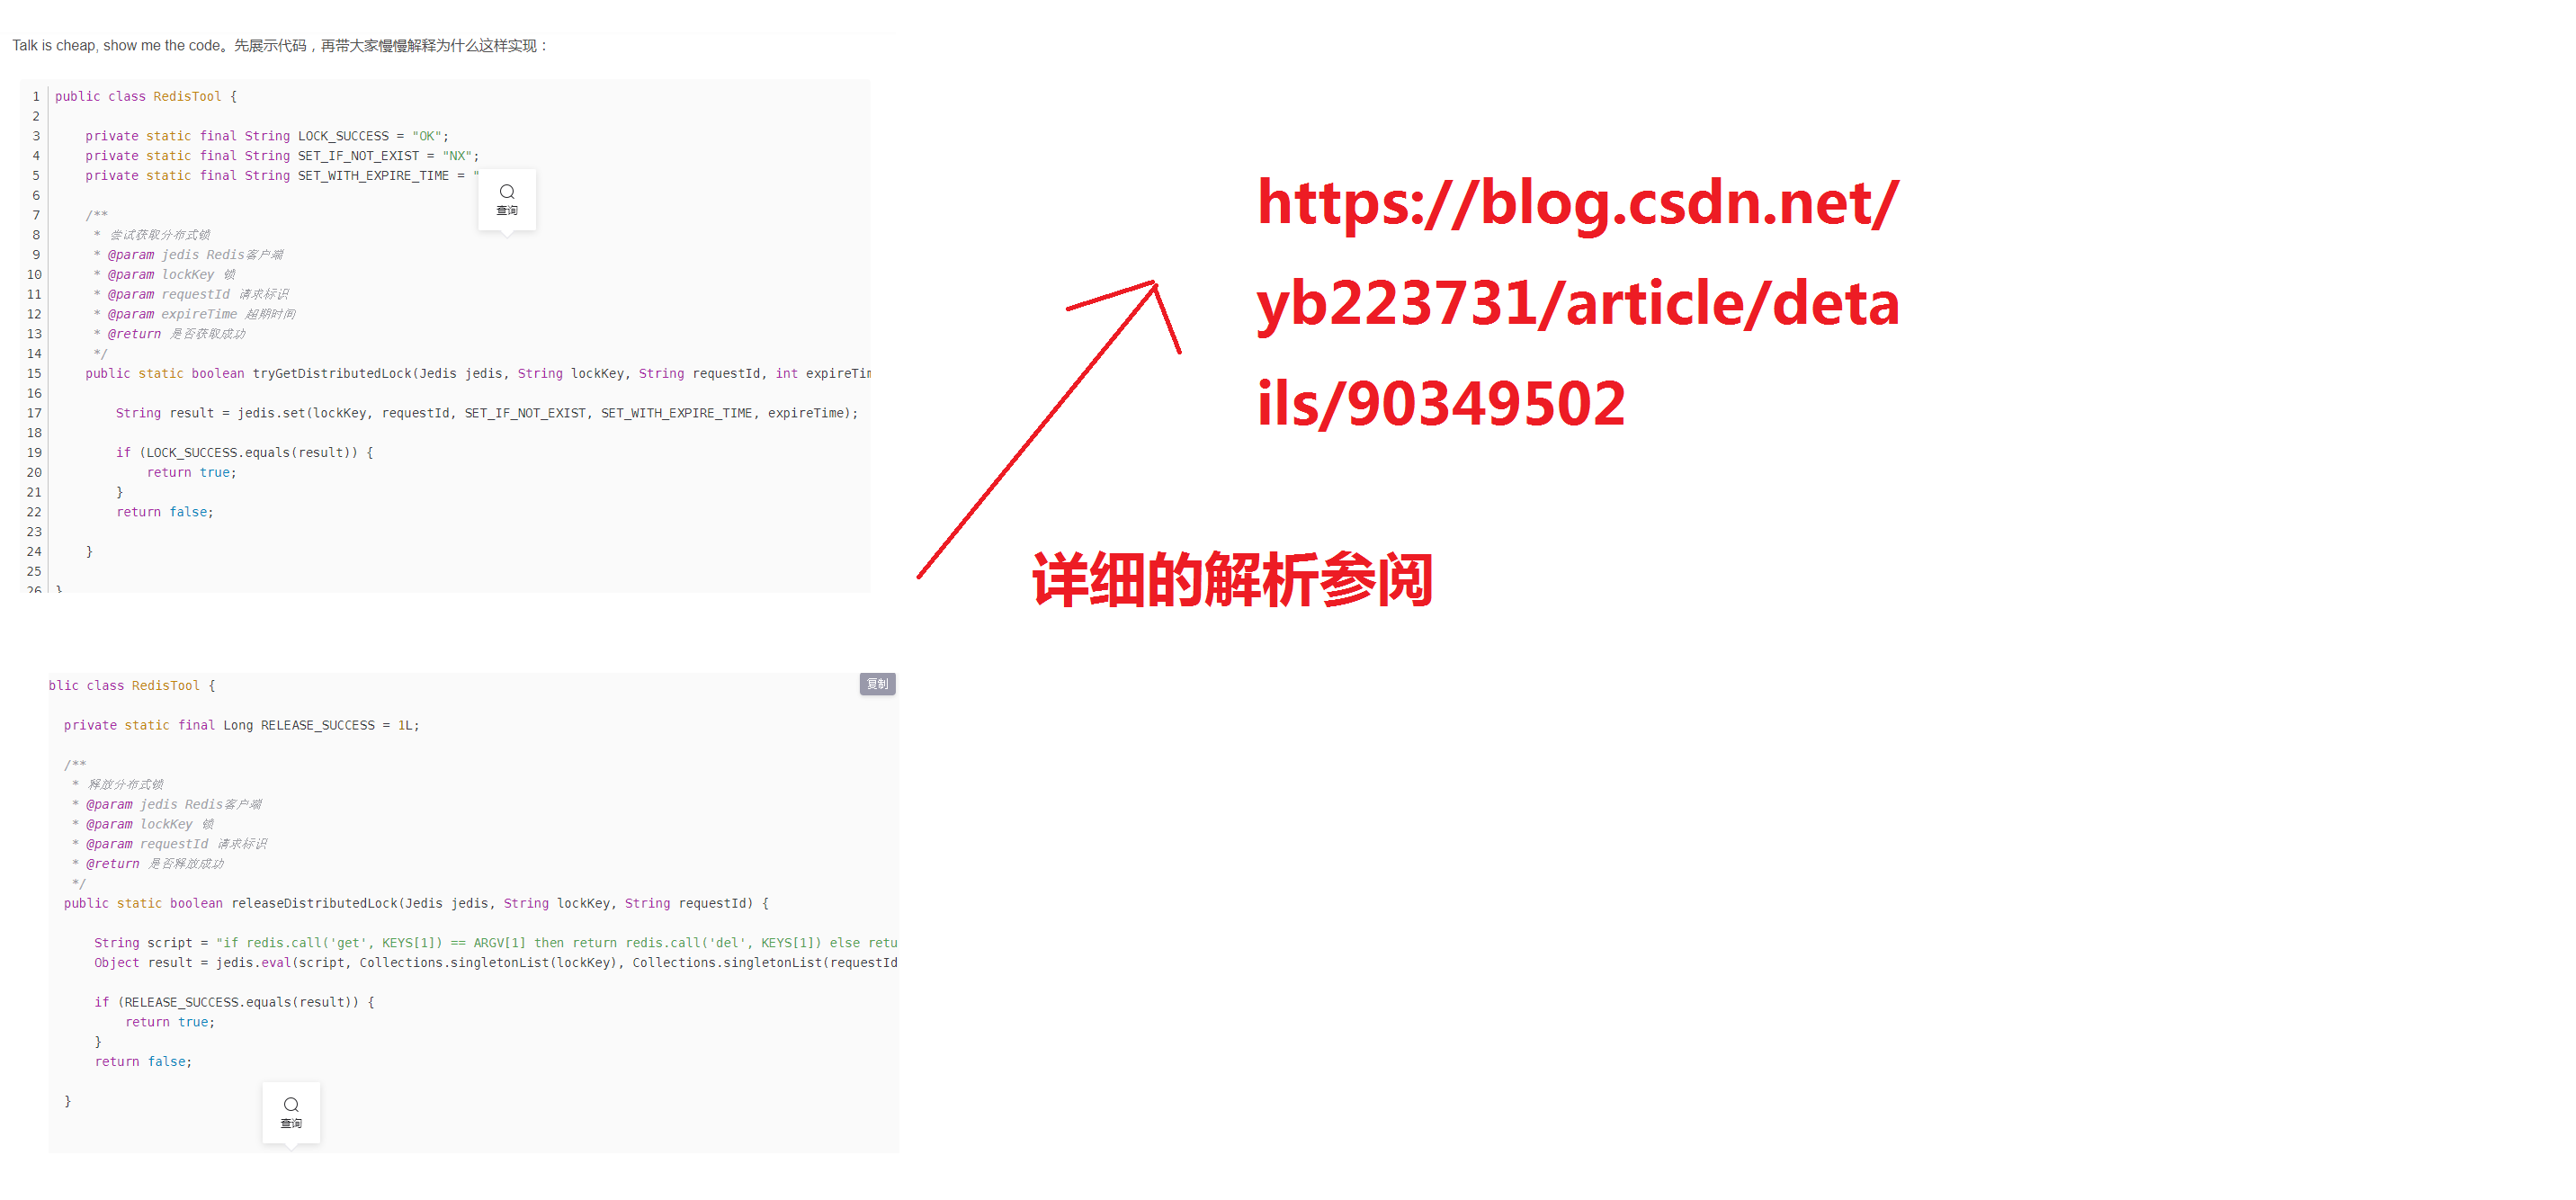 Talk is cheap, show me the code。先展示代码，再带大家慢慢解释为什么这样实现：
1 public class RedisTool {
2
3 private static final String LOCK_SUCCESS = "OK";
4 private static final String SET_IF_NOT_EXIST = "NX";
5 private static final String SET_WITH_EXPIRE_TIME = "
查询
6
7 /**
8 * 尝试获取分布式锁
9 * @param jedis Redis客户端
10 * @param lockKey 锁
11 * @param requestId 请求标识
12 * @param expireTime 超期时间
13 * @return 是否获取成功
14 */
15 public static boolean tryGetDistributedLock(Jedis jedis, String lockKey, String requestId, int expireTim
16
17 String result = jedis.set(lockKey, requestId, SET_IF_NOT_EXIST, SET_WITH_EXPIRE_TIME, expireTime);
18
19 if (LOCK_SUCCESS.equals(result)) {
20 return true;
21 }
22 return false;
23
24 }
25
26 }
https://blog.csdn.net/
yb223731/article/deta
ils/90349502
详细的解析参阅
blic class RedisTool {
复制
private static final Long RELEASE_SUCCESS = 1L;
/**
* 释放分布式锁
* @param jedis Redis客户端
* @param lockKey 锁
* @param requestId 请求标识
* @return 是否释放成功
*/
public static boolean releaseDistributedLock(Jedis jedis, String lockKey, String requestId) {
String script = "if redis.call('get', KEYS[1]) == ARGV[1] then return redis.call('del', KEYS[1]) else retu
Object result = jedis.eval(script, Collections.singletonList(lockKey), Collections.singletonList(requestId
if (RELEASE_SUCCESS.equals(result)) {
return true;
}
return false;
}
查询